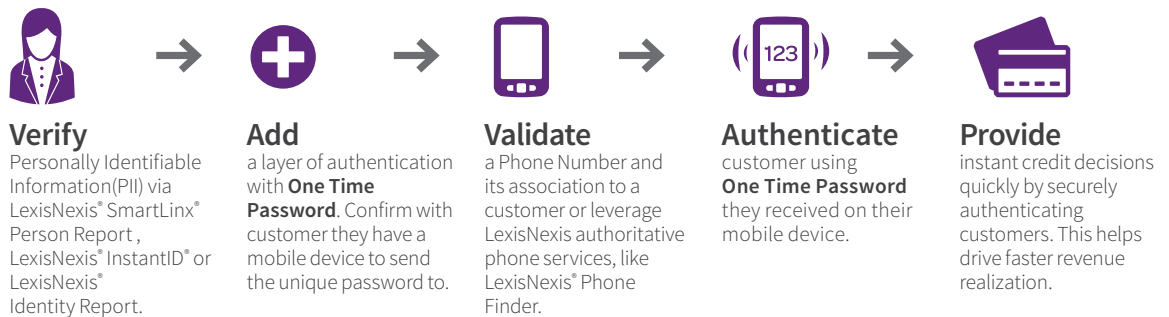 123
Verify
Personally Identifiable
Information(PII) via
LexisNexis® SmartLinx®
Person Report ,
LexisNexis® InstantID® or
LexisNexis®
Identity Report.
Add
a layer of authentication
with One Time
Password. Confirm with
customer they have a
mobile device to send
the unique password to.
Validate
a Phone Number and
its association to a
customer or leverage
LexisNexis authoritative
phone services, like
LexisNexis® Phone
Finder.
Authenticate
customer using
One Time Password
they received on their
mobile device.
Provide
instant credit decisions
quickly by securely
authenticating
customers. This helps
drive faster revenue
realization.